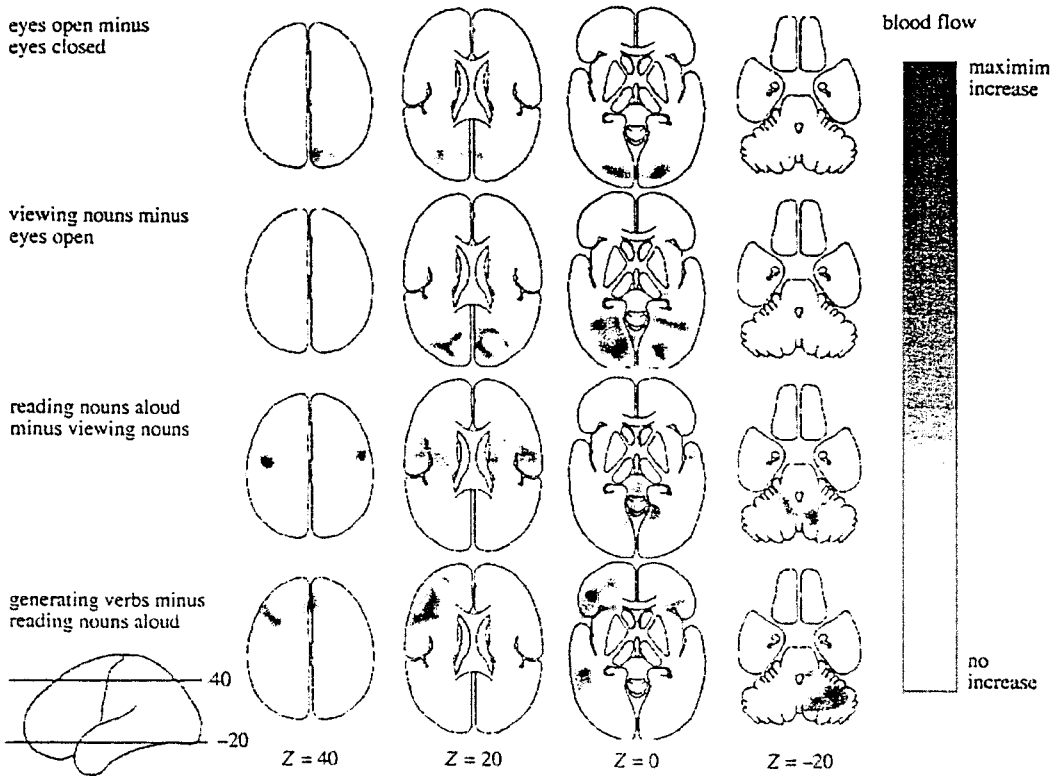 eyes open minus
eyes closed
viewing nouns minus
eyes open
reading nouns aloud
minus viewing nouns
generating verbs minus
reading nouns aloud
40
–20
Z = 40
Z = 20
Z = 0
Z = –20
blood flow
maximim
increase
no
increase